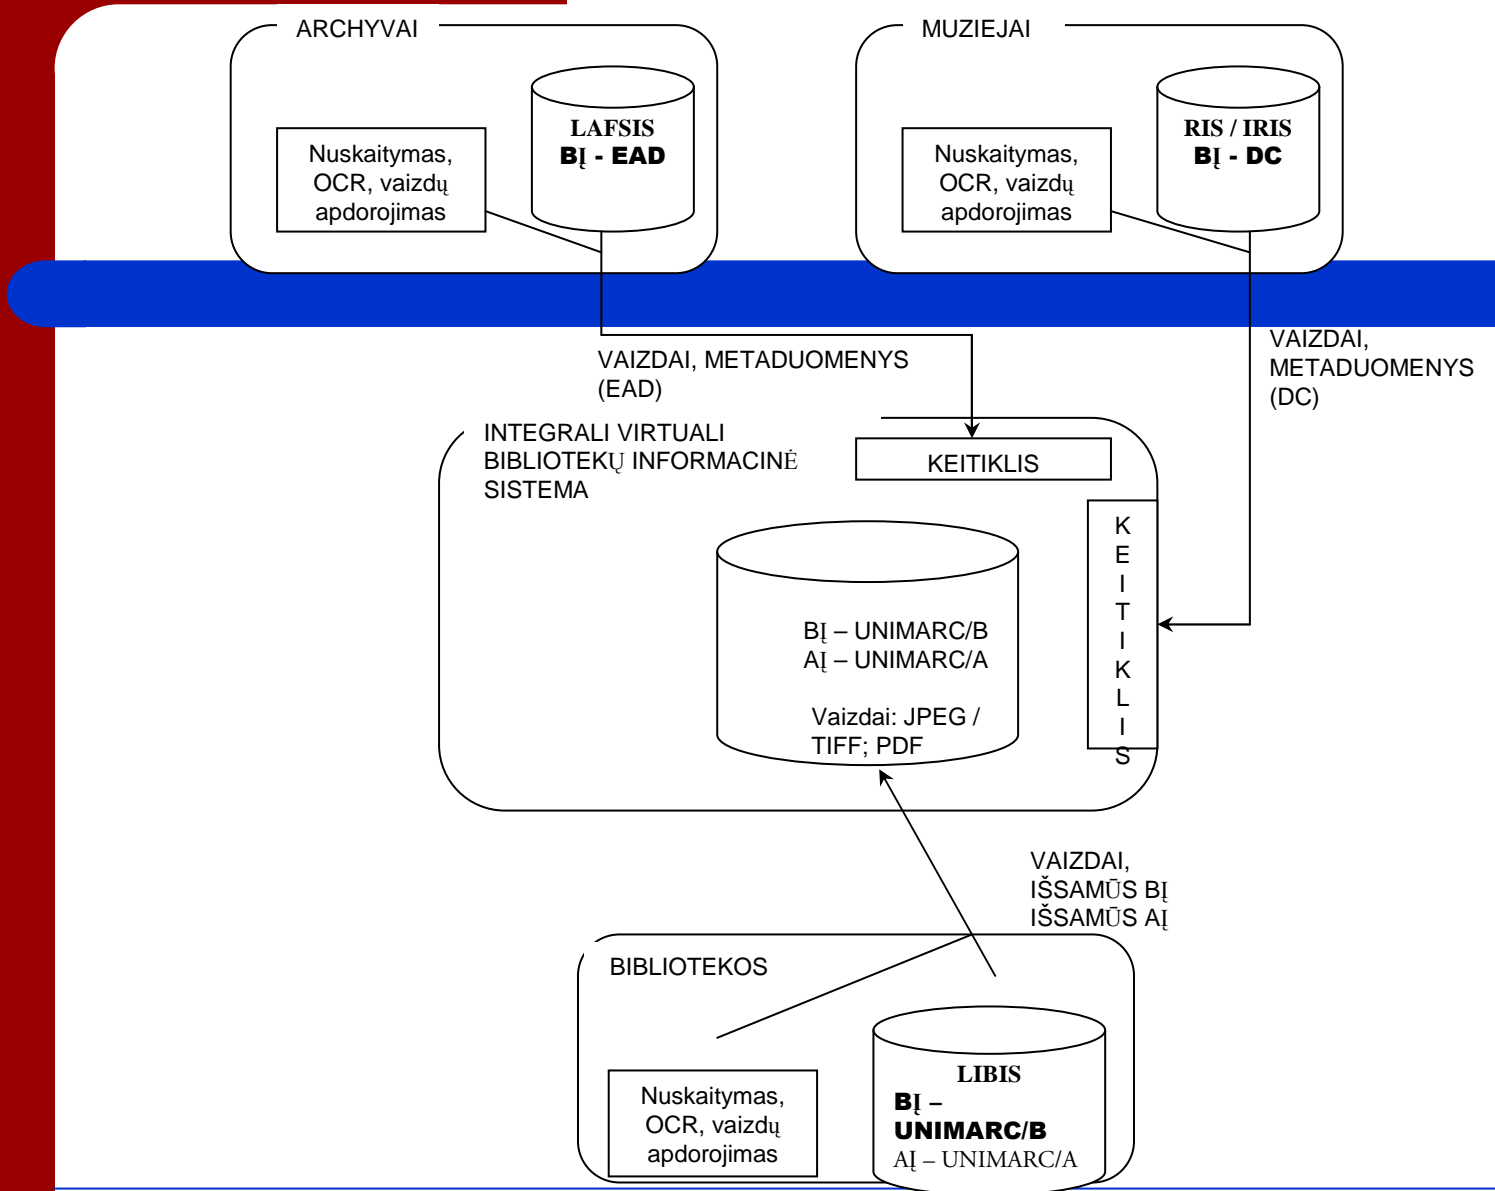 ARCHYVAI
LAFSIS
BĮ - EAD
Nuskaitymas,
OCR, vaizdų
apdorojimas
MUZIEJAI
RIS / IRIS
BĮ - DC
Nuskaitymas,
OCR, vaizdų
apdorojimas
VAIZDAI, METADUOMENYS
(EAD)
VAIZDAI,
METADUOMENYS
(DC)
INTEGRALI VIRTUALI
BIBLIOTEKŲ INFORMACINĖ
SISTEMA
KEITIKLIS
K
E
I
T
I
K
L
I
S
BĮ – UNIMARC/B
AĮ – UNIMARC/A
Vaizdai: JPEG /
TIFF; PDF
VAIZDAI,
IŠSAMŪS BĮ
IŠSAMŪS AĮ
BIBLIOTEKOS
Nuskaitymas,
OCR, vaizdų
apdorojimas
LIBIS
BĮ –
UNIMARC/B
AĮ – UNIMARC/A